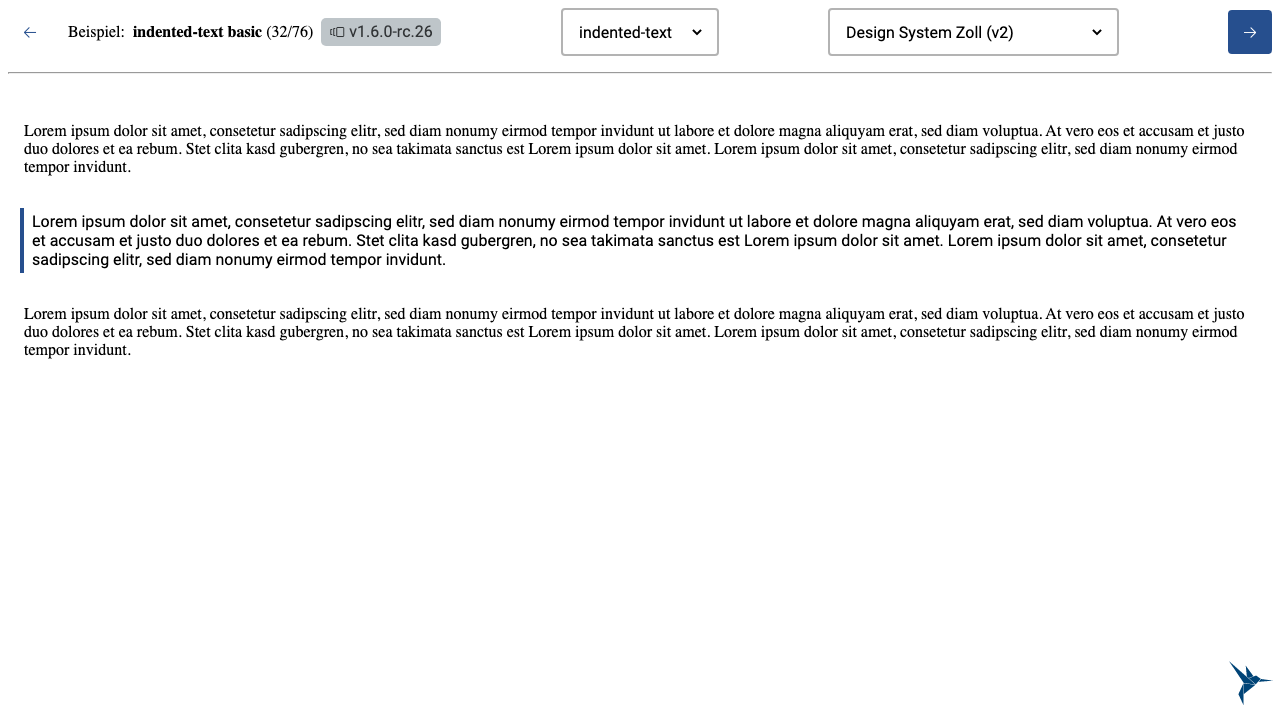 Beispiel: indented-text basic (32/76) v1.6.0-rc.26 indented-text Design System Zoll (v2)
Lorem ipsum dolor sit amet, consetetur sadipscing elitr, sed diam nonumy eirmod tempor invidunt ut labore et dolore magna aliquyam erat, sed diam voluptua. At vero eos et accusam et justo
duo dolores et ea rebum. Stet clita kasd gubergren, no sea takimata sanctus est Lorem ipsum dolor sit amet. Lorem ipsum dolor sit amet, consetetur sadipscing elitr, sed diam nonumy eirmod
tempor invidunt.
Lorem ipsum dolor sit amet, consetetur sadipscing elitr, sed diam nonumy eirmod tempor invidunt ut labore et dolore magna aliquyam erat, sed diam voluptua. At vero eos
et accusam et justo duo dolores et ea rebum. Stet clita kasd gubergren, no sea takimata sanctus est Lorem ipsum dolor sit amet. Lorem ipsum dolor sit amet, consetetur
sadipscing elitr, sed diam nonumy eirmod tempor invidunt.
Lorem ipsum dolor sit amet, consetetur sadipscing elitr, sed diam nonumy eirmod tempor invidunt ut labore et dolore magna aliquyam erat, sed diam voluptua. At vero eos et accusam et justo
duo dolores et ea rebum. Stet clita kasd gubergren, no sea takimata sanctus est Lorem ipsum dolor sit amet. Lorem ipsum dolor sit amet, consetetur sadipscing elitr, sed diam nonumy eirmod
tempor invidunt.